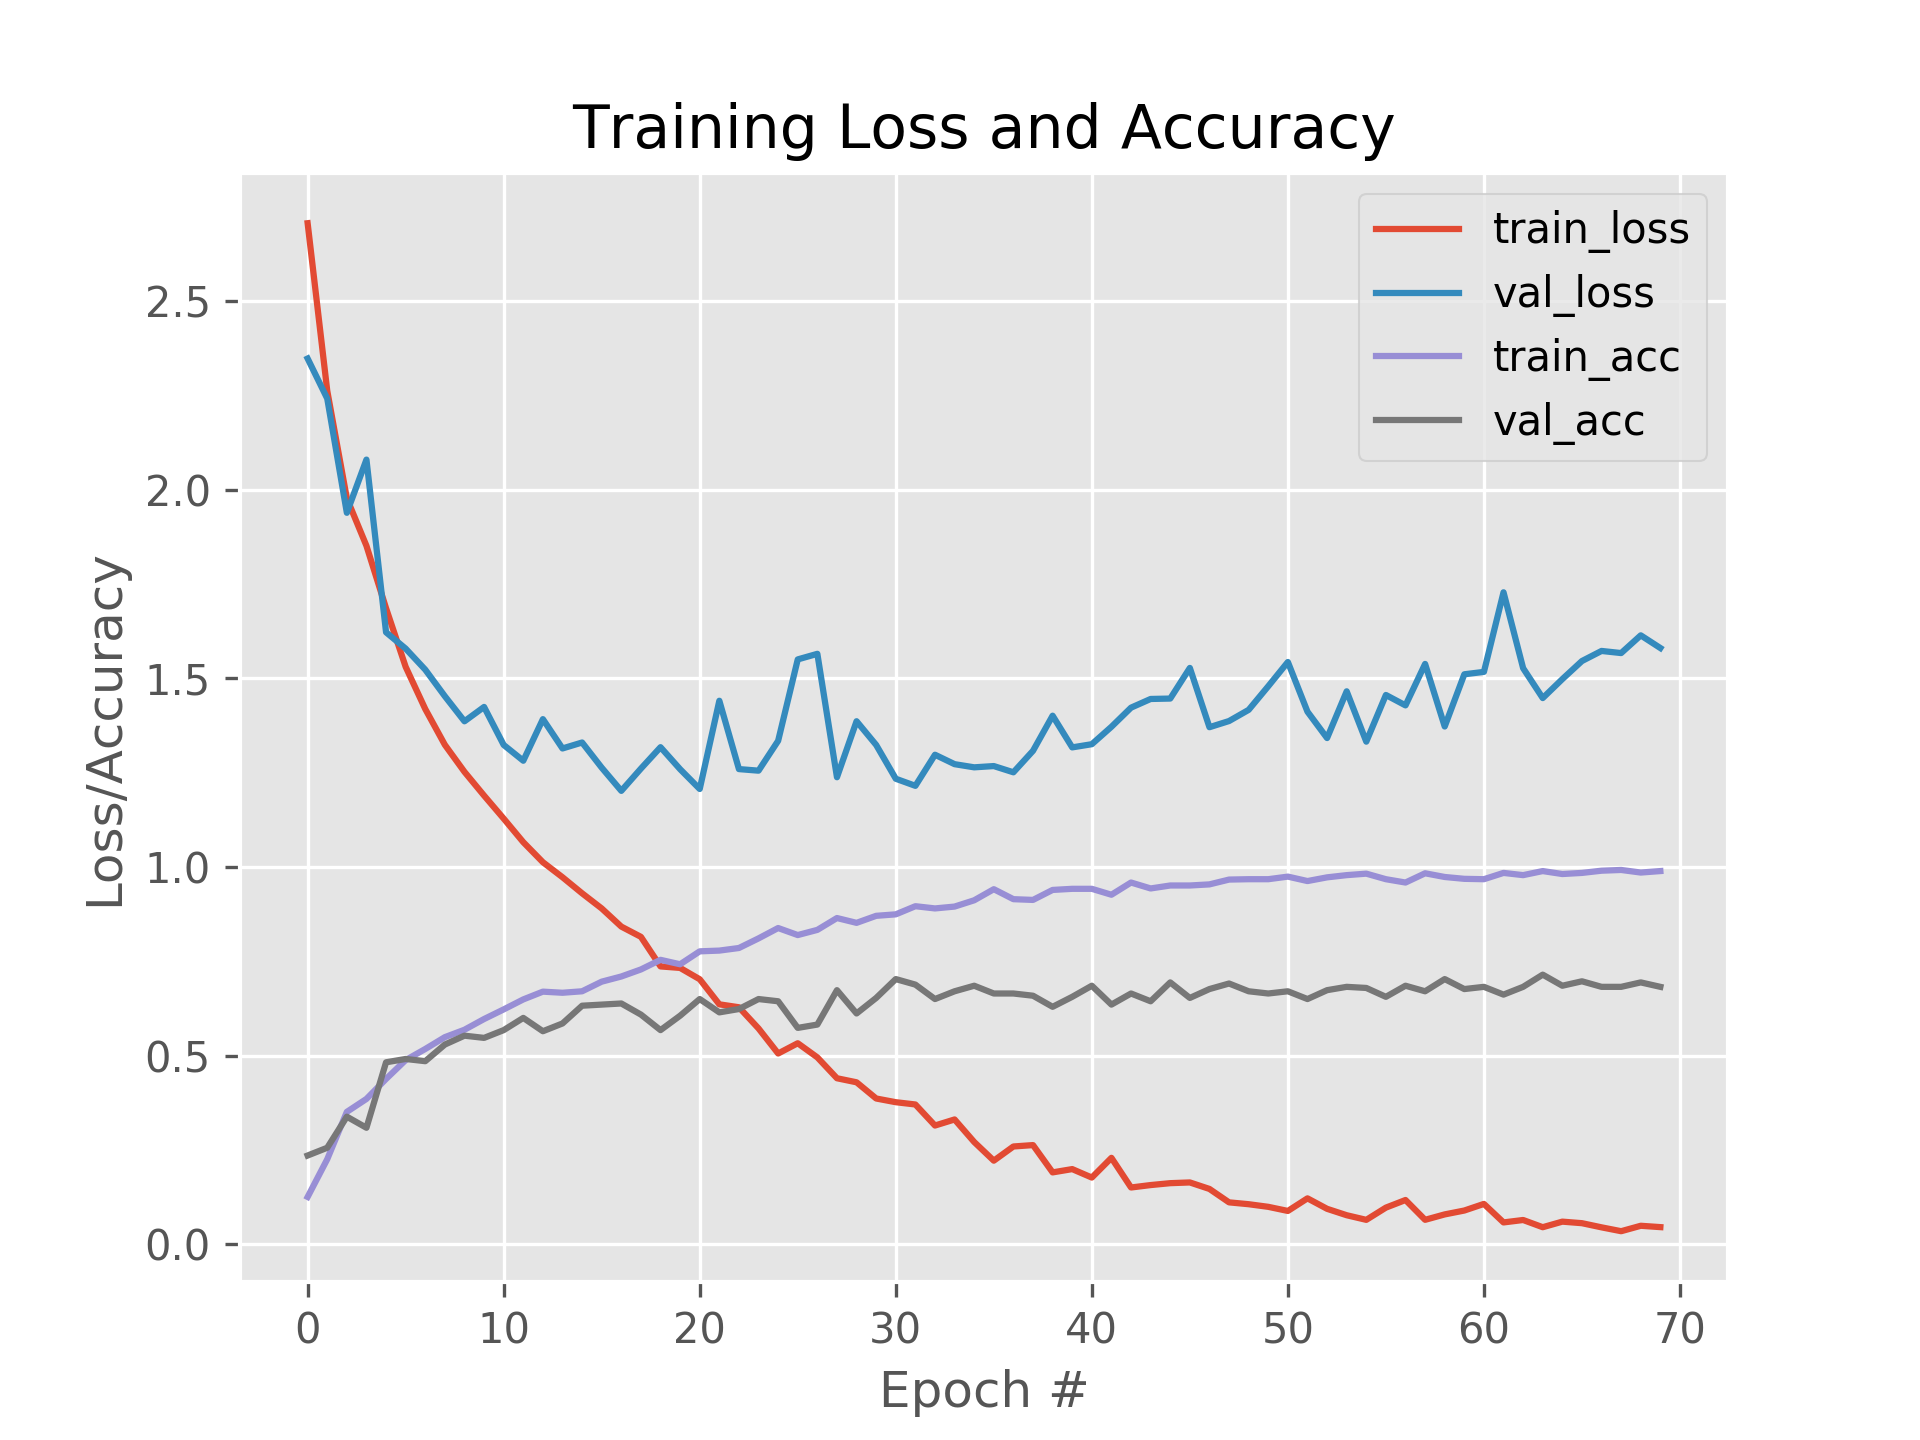 Training Loss and Accuracy
train_loss
val_loss
train_acc
val_acc
Loss/Accuracy
2.5
2.0
1.5
1.0
0.5
0.0
0 10 20 30 40 50 60 70
Epoch #